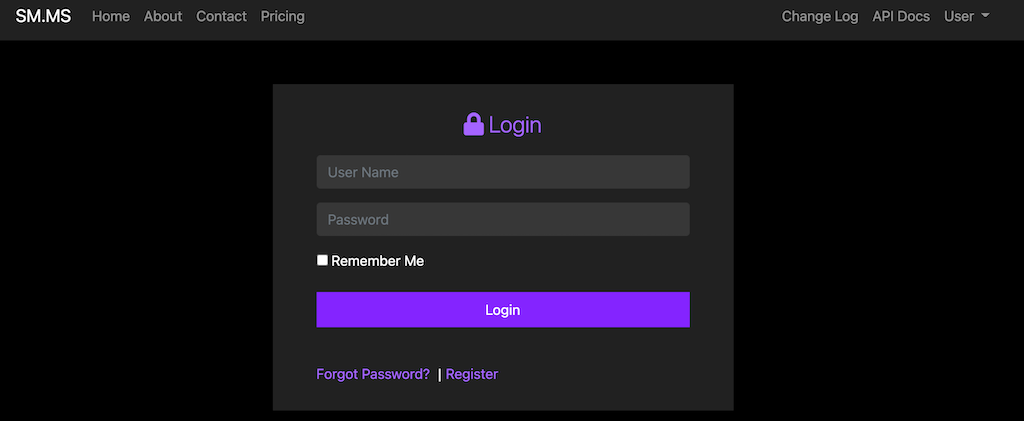 SM.MS Home About Contact Pricing Change Log API Docs User
Login
User Name
Password
Remember Me
Login
Forgot Password? | Register